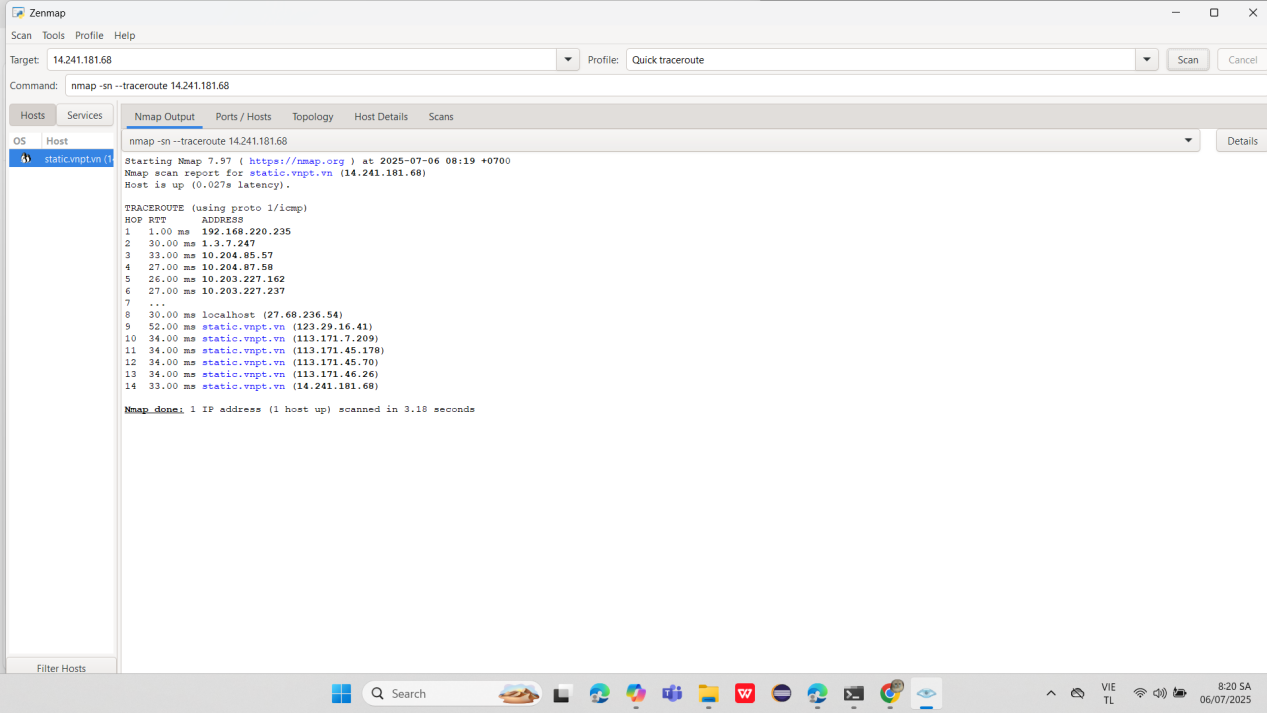 Zenmap
Scan Tools Profile Help
Target: 14.241.181.68 Profile: Quick traceroute Scan Cancel
Command: nmap -sn --traceroute 14.241.181.68
Hosts Services Nmap Output Ports / Hosts Topology Host Details Scans
OS Host
nmap -sn --traceroute 14.241.181.68 Details
static.vnpt.vn (14
Starting Nmap 7.97 ( https://nmap.org ) at 2025-07-06 08:19 +0700
Nmap scan report for static.vnpt.vn (14.241.181.68)
Host is up (0.027s latency).
TRACEROUTE (using proto 1/icmp)
HOP RTT ADDRESS
1 1.00 ms 192.168.220.235
2 30.00 ms 1.3.7.247
3 33.00 ms 10.204.85.57
4 27.00 ms 10.204.87.58
5 26.00 ms 10.203.227.162
6 27.00 ms 10.203.227.237
7 ...
8 30.00 ms localhost (27.68.236.54)
9 52.00 ms static.vnpt.vn (123.29.16.41)
10 34.00 ms static.vnpt.vn (113.171.7.209)
11 34.00 ms static.vnpt.vn (113.171.45.178)
12 34.00 ms static.vnpt.vn (113.171.45.70)
13 34.00 ms static.vnpt.vn (113.171.46.26)
14 33.00 ms static.vnpt.vn (14.241.181.68)
Nmap done: 1 IP address (1 host up) scanned in 3.18 seconds
Filter Hosts
Search
VIE
TL
8:20 SA
06/07/2025